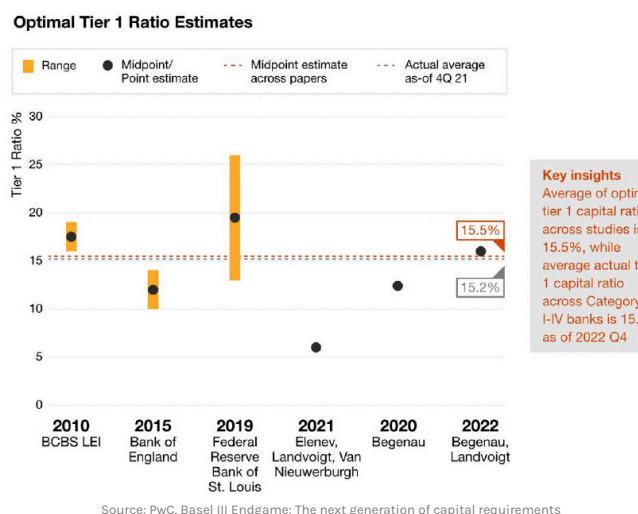 Optimal Tier 1 Ratio Estimates
Range
Midpoint/
Point estimate
Midpoint estimate
across papers
Actual average
as-of 4Q 21
Tier 1 Ratio %
30
25
20
15
10
5
0
15.5%
15.2%
2010
BCBS LEI
2015
Bank of
England
2019
Federal
Reserve
Bank of
St. Louis
2021
Elenev,
Landvoigt, Van
Nieuwerburgh
2020
Begenau
2022
Begenau,
Landvoigt
Key insights
Average of
tier 1 capital
across studies
15.5%, while
average actual
1 capital ratio
across Category
I-IV banks is
as of 2022 Q4
Source: PwC, Basel III Endgame: The next generation of capital requirements